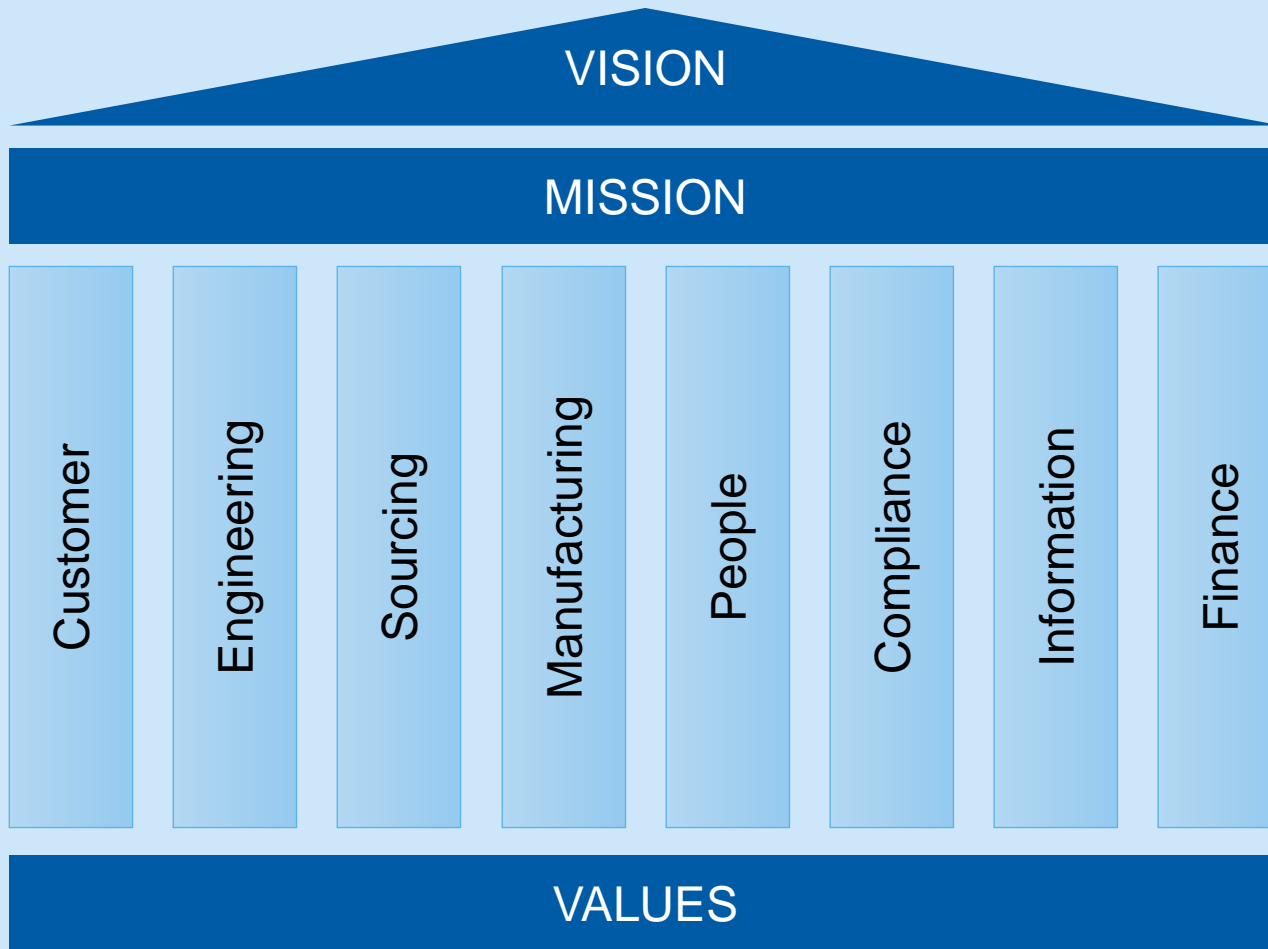 VISION
MISSION
Customer
Engineering
Sourcing
Manufacturing
People
Compliance
Information
Finance
VALUES